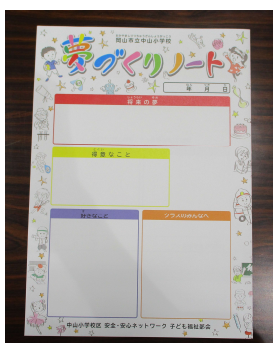 岡山市立中山小学校
夢づくりノート
年 月 日
将来の夢
得意なこと
好きなこと
クラスのみんなへ
中山小学校区 安全・安心ネットワーク 子ども福祉部会